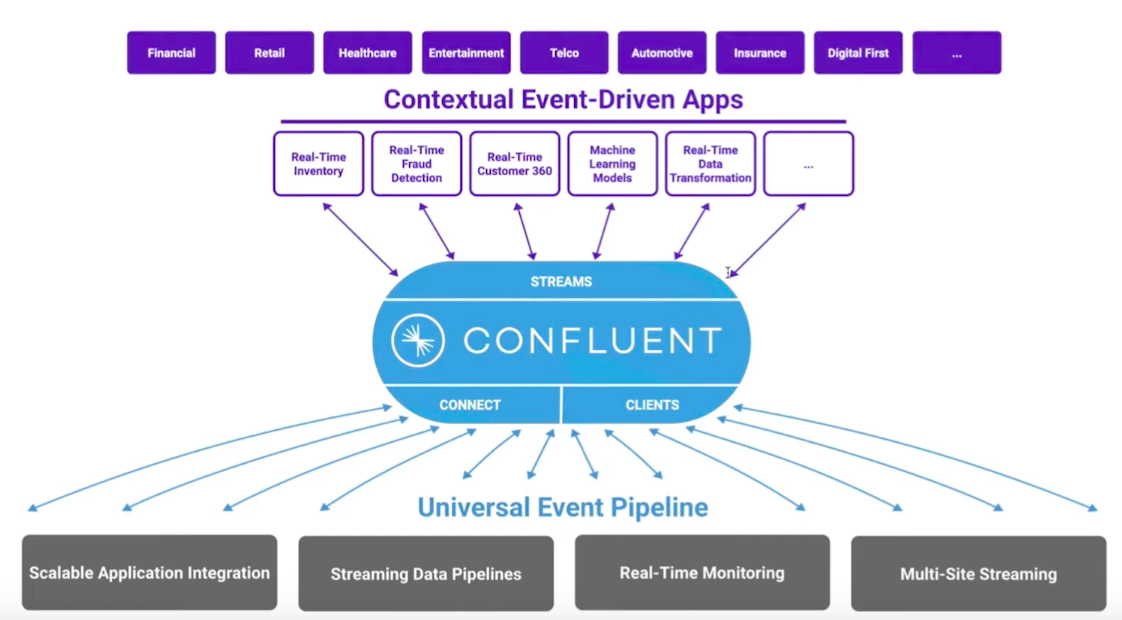 Financial
Retail
Healthcare
Entertainment
Telco
Automotive
Insurance
Digital First
...
Contextual Event-Driven Apps
Real-Time
Inventory
Real-Time
Fraud
Detection
Real-Time
Customer 360
Machine
Learning
Models
Real-Time
Data
Transformation
...
STREAMS
CONFLUENT
CONNECT
CLIENTS
Universal Event Pipeline
Scalable Application Integration
Streaming Data Pipelines
Real-Time Monitoring
Multi-Site Streaming